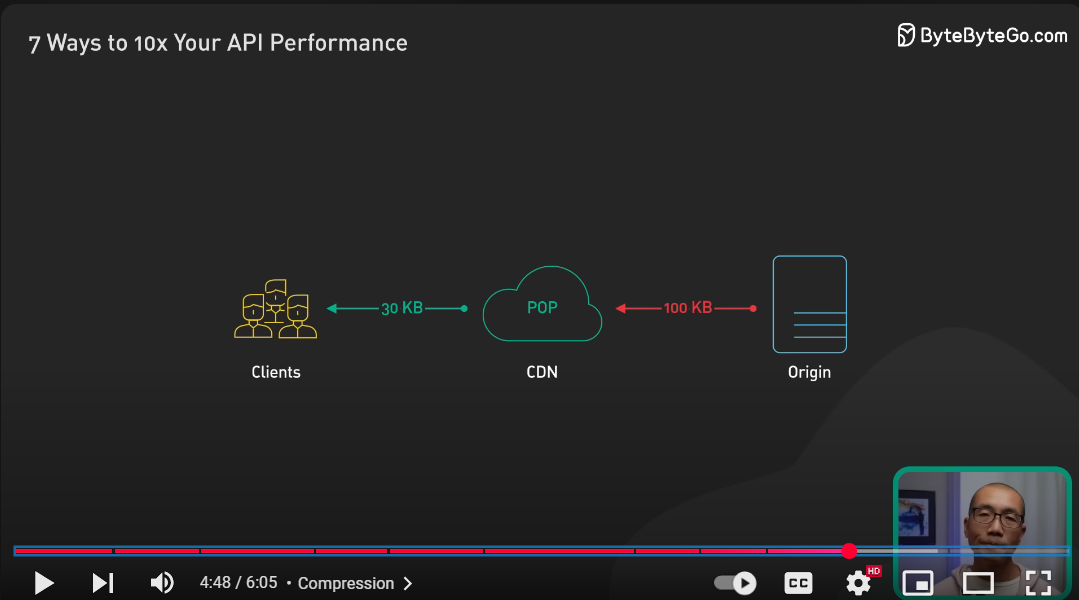 7 Ways to 10x Your API Performance
ByteByteGo.com
30 KB
POP
100 KB
Clients
CDN
Origin
4:48 / 6:05 • Compression
CC
HD